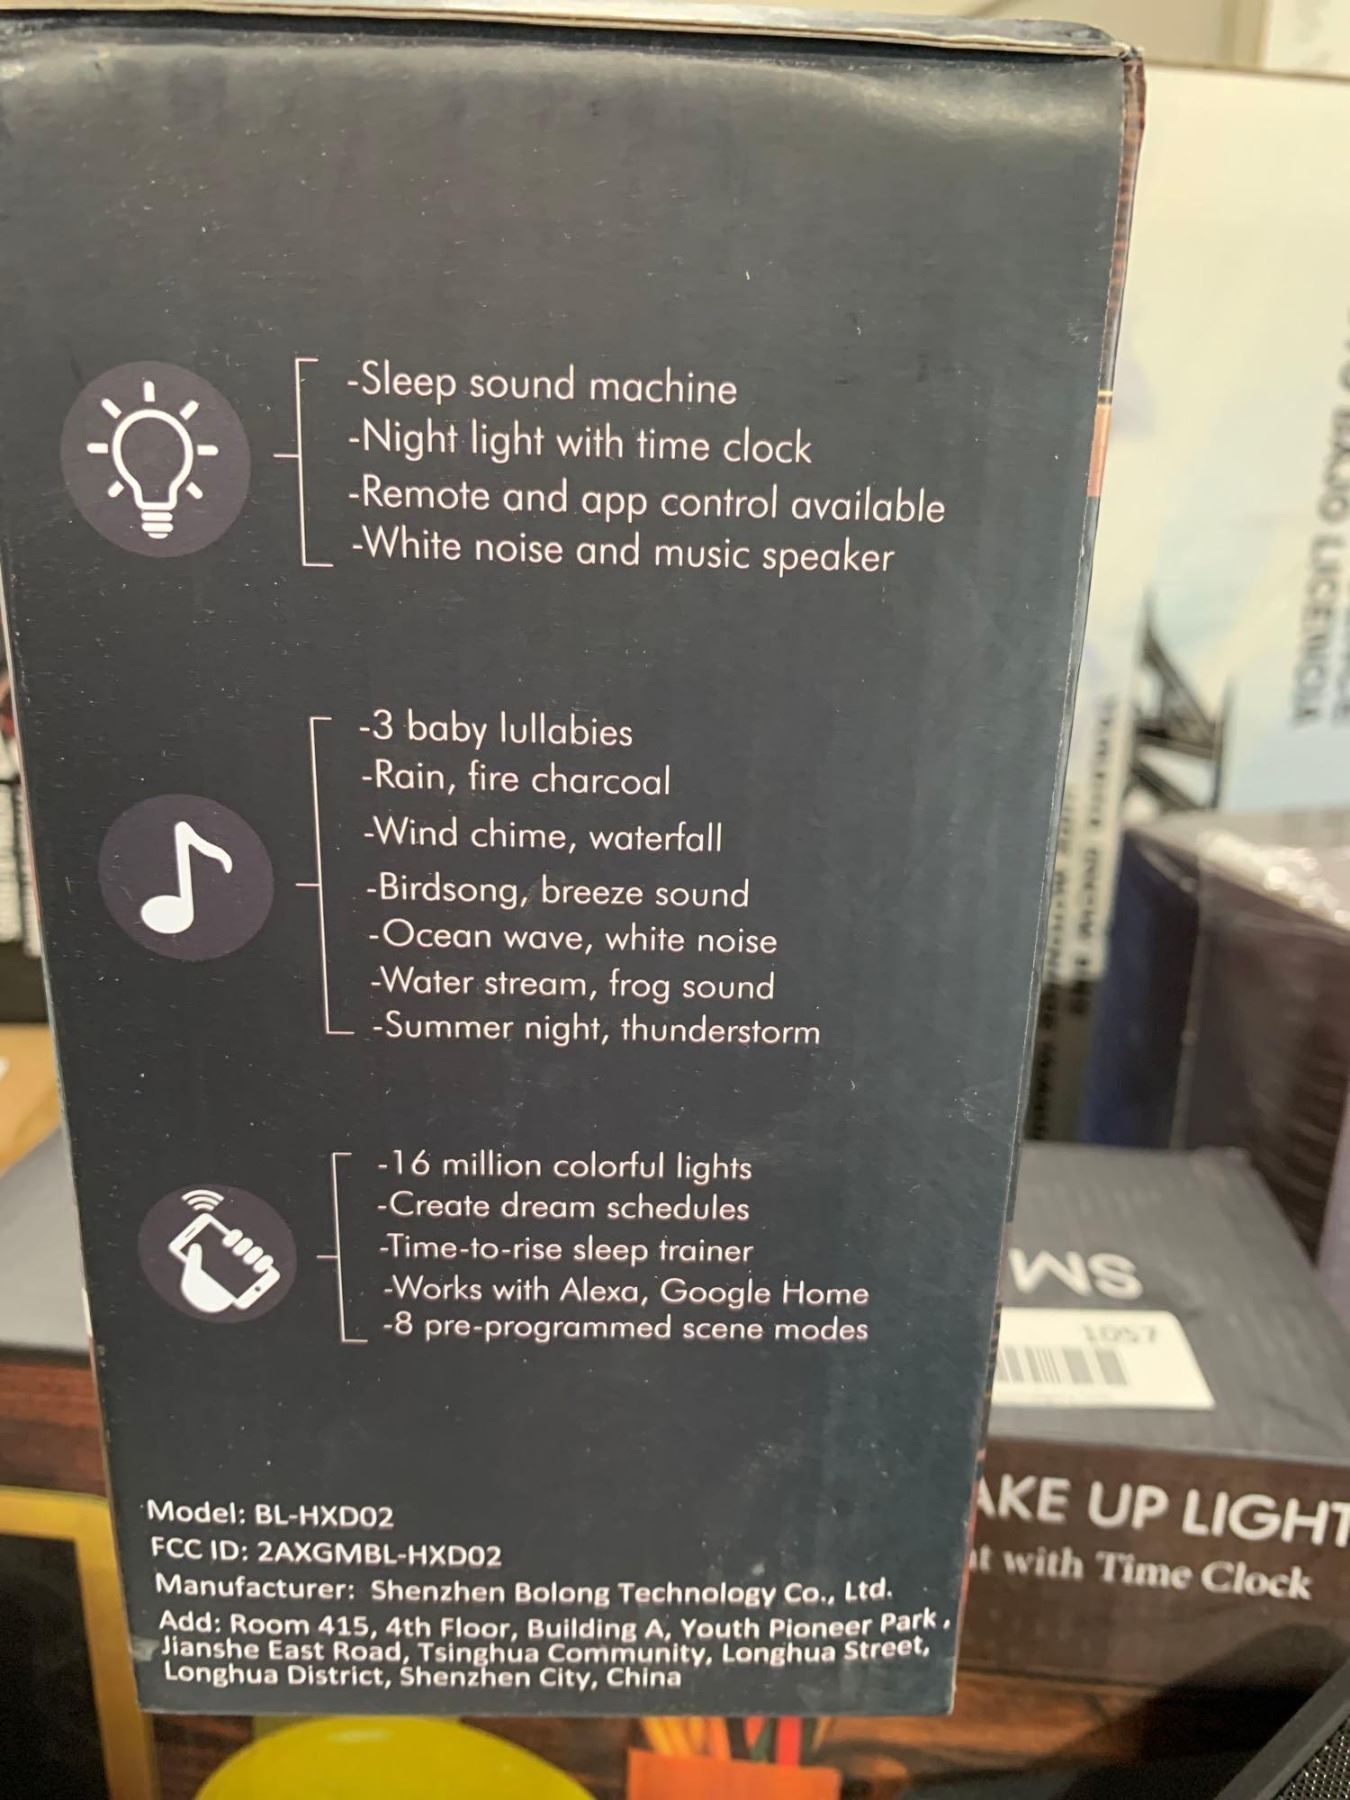 -Sleep sound machine
-Night light with time clock
-Remote and app control available
-White noise and music speaker
-3 baby lullabies
-Rain, fire charcoal
-Wind chime, waterfall
-Birdsong, breeze sound
-Ocean wave, white noise
-Water stream, frog sound
-Summer night, thunderstorm
-16 million colorful lights
-Create dream schedules
-Time-to-rise sleep trainer
-Works with Alexa, Google Home
-8 pre-programmed scene modes
Model: BL-HXD02
FCC ID: 2AXGMBL-HXD02
Manufacturer: Shenzhen Bolong Technology Co., Ltd.
Add: Room 415, 4th Floor, Building A, Youth Pioneer Park,
Jianshe East Road, Tsinghua Community, Longhua Street,
Longhua District, Shenzhen City, China
SM
1057
AKE UP LIGHT
with Time Clock